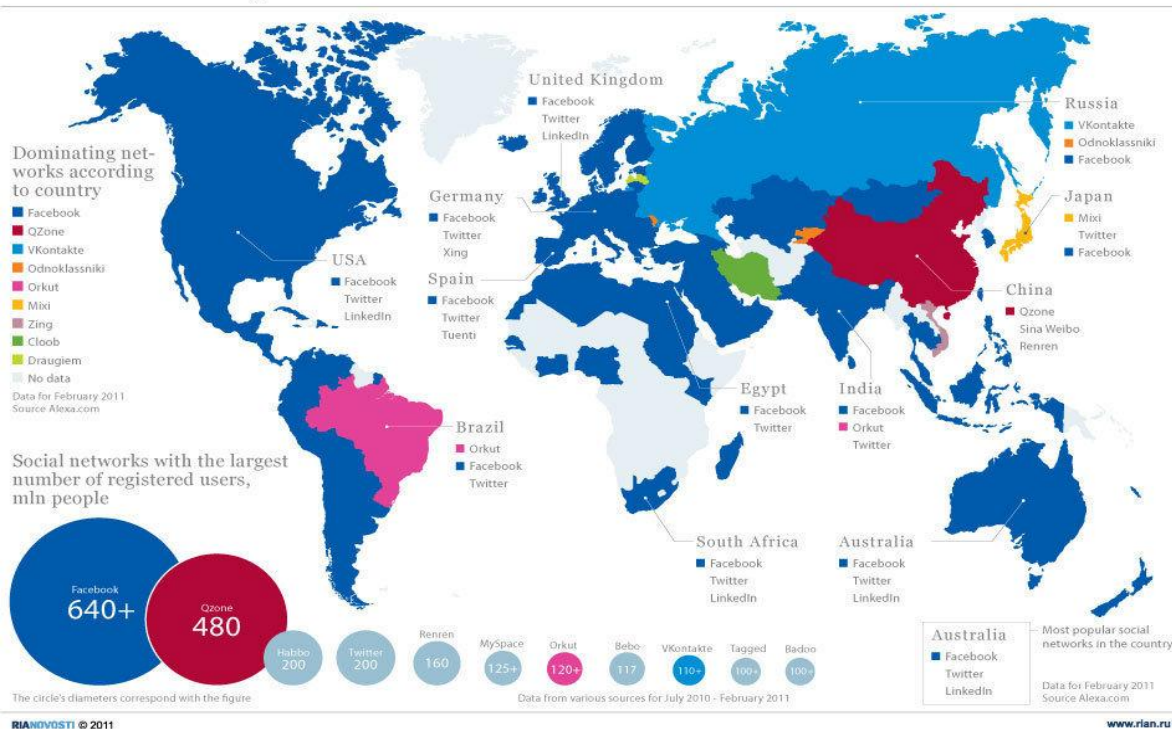 United Kingdom
Facebook
Twitter
LinkedIn
Russia
VKontakte
Odnoklassniki
Facebook
Dominating net-
works according
to country
Facebook
QZone
VKontakte
Odnoklassniki
Orkut
Mixi
Zing
Cloob
Draugiem
No data
Data for February 2011
Source Alexa.com
Germany
Facebook
Twitter
Xing
Japan
Mixi
Twitter
Facebook
USA
Facebook
Twitter
LinkedIn
Spain
Facebook
Twitter
Tuenti
China
Qzone
Sina Weibo
Renren
Egypt
Facebook
Twitter
India
Facebook
Orkut
Twitter
Brazil
Orkut
Facebook
Twitter
South Africa
Facebook
Twitter
LinkedIn
Australia
Facebook
Twitter
LinkedIn
Social networks with the largest
number of registered users,
mln people
Facebook
640+
Qzone
480
Habbo
200
Twitter
200
Renren
160
MySpace
125+
Orkut
120+
Bebo
117
VKontakte
110+
Tagged
100+
Badoo
100+
The circle's diameters correspond with the figure
Data from various sources for July 2010 - February 2011
Australia
Facebook
Twitter
LinkedIn
Most popular social
networks in the country
Data for February 2011
Source Alexa.com
RIANOVOSTI © 2011
www.rian.ru